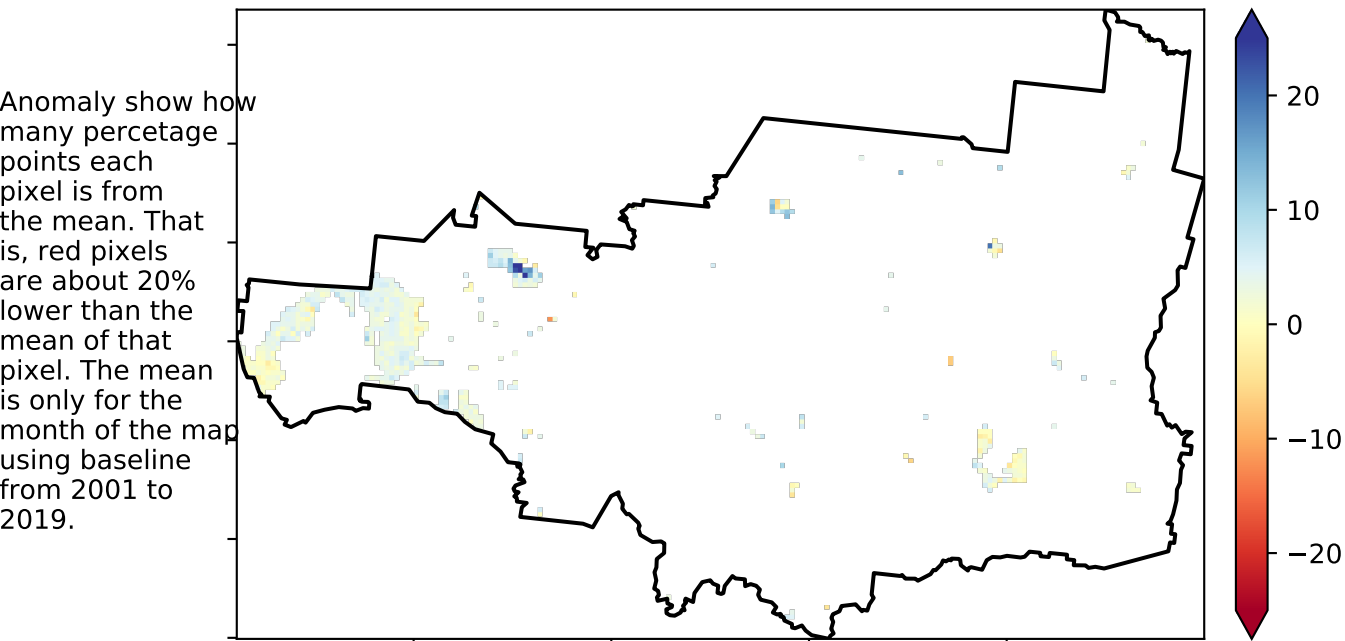 Anomaly show how
many percetage
points each
pixel is from
the mean. That
is, red pixels
are about 20%
lower than the
mean of that
pixel. The mean
is only for the
month of the map
using baseline
from 2001 to
2019.
20
10
0
−10
−20